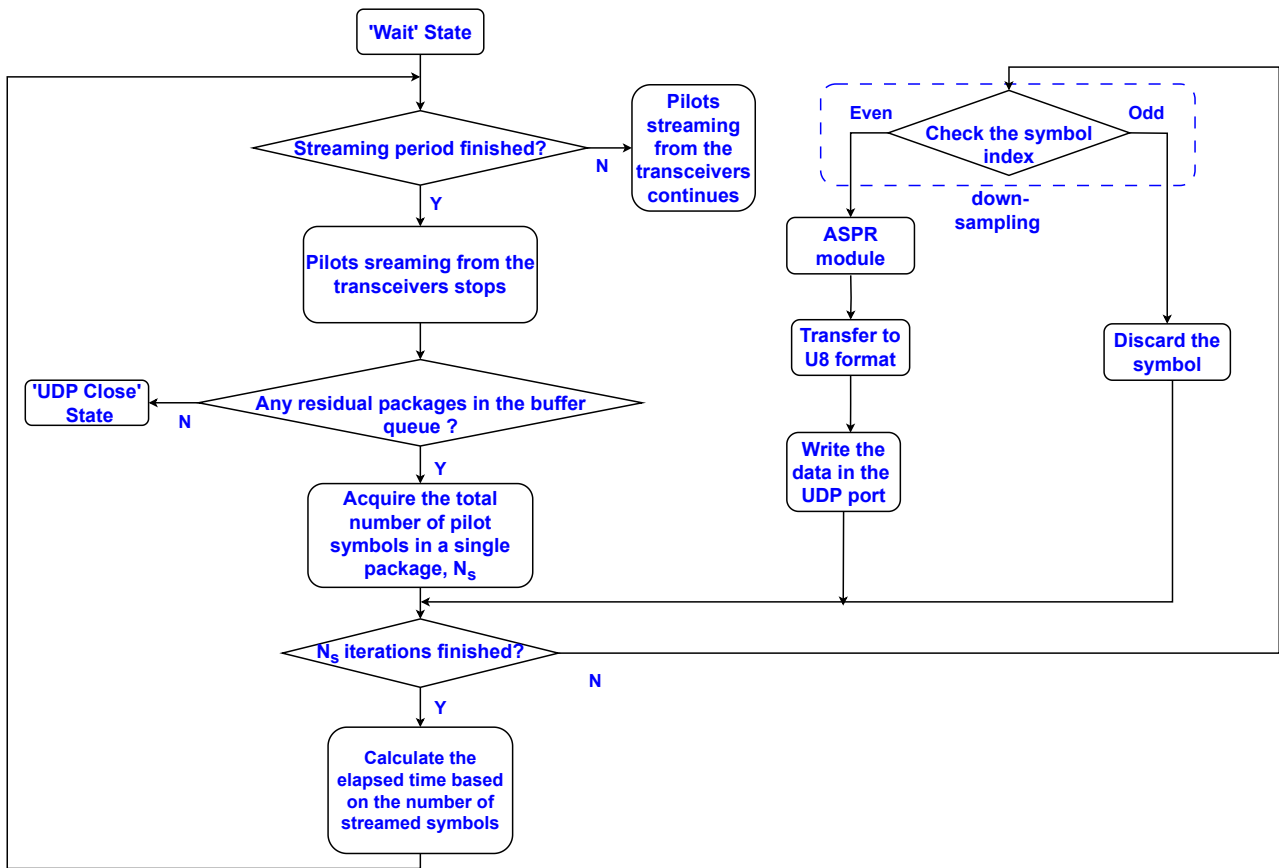 'Wait' State
Streaming period finished?
N
Y
Pilots
streaming
from the
transceivers
continues
Pilots sreaming from the
transceivers stops
Any residual packages in the buffer
queue ?
N
'UDP Close'
State
Y
Acquire the total
number of pilot
symbols in a single
package, Nₛ
Nₛ iterations finished?
N
Y
Calculate the
elapsed time based
on the number of
streamed symbols
Even
Odd
Check the symbol
index
down-
sampling
ASPR
module
Transfer to
U8 format
Write the
data in the
UDP port
Discard the
symbol